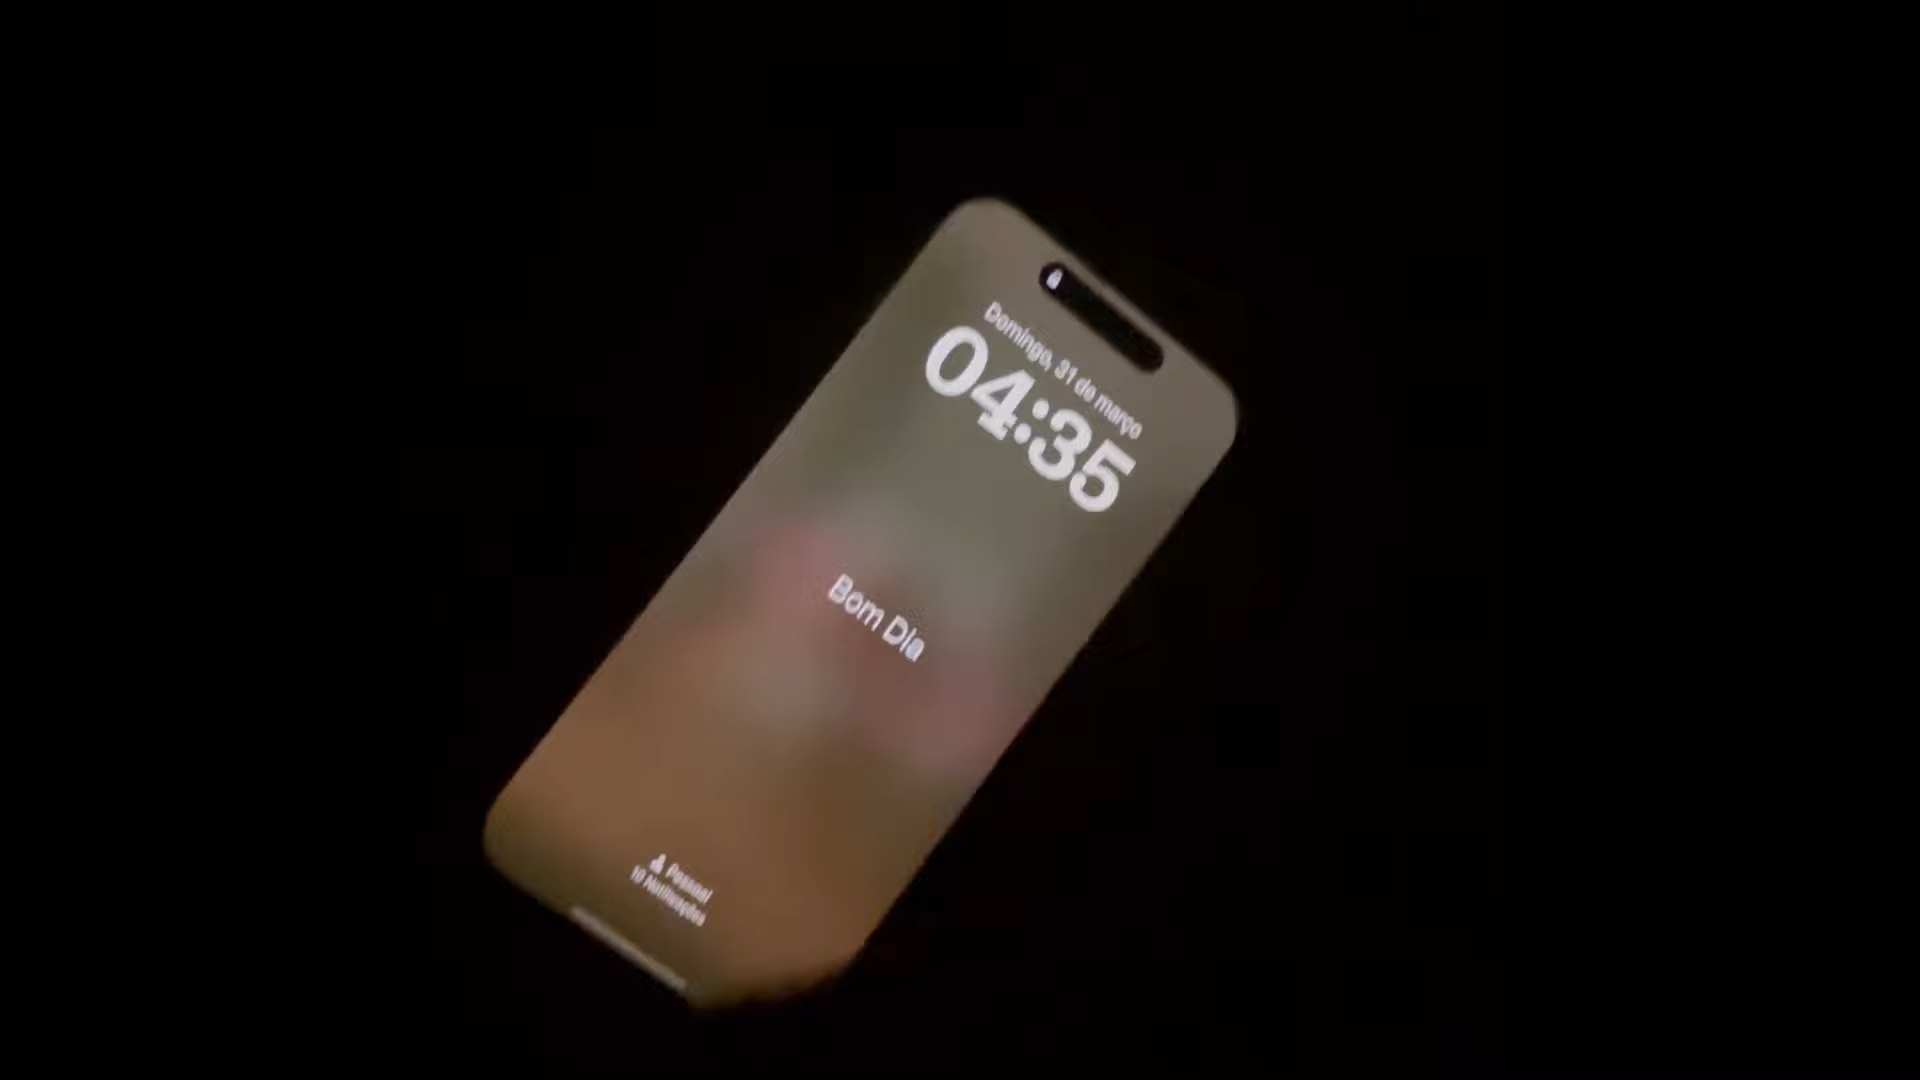 Domingo, 31 de março
04:35
Bom Dia
Pessoal
10 Notificações